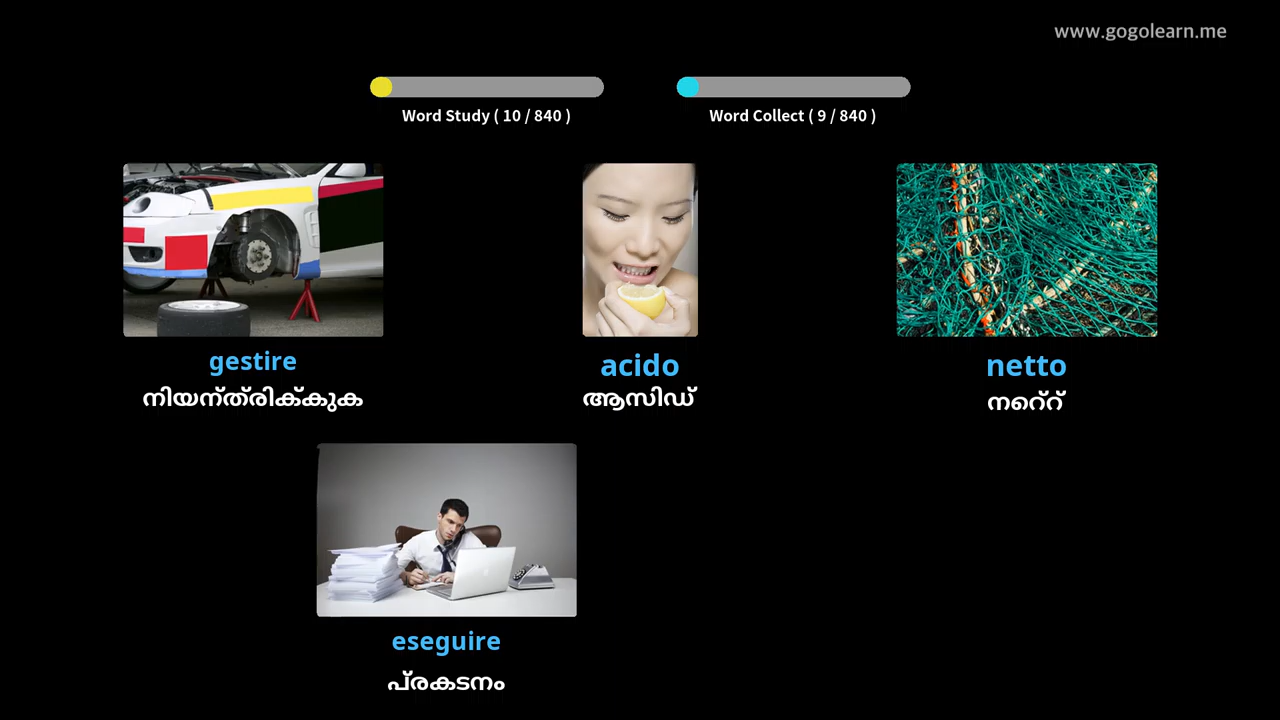 www.gogolearn.me
Word Study ( 10 / 840 )
Word Collect ( 9 / 840 )
gestire
നിയന്ത്രിക്കുക
acido
ആസിഡ്
netto
നെറ്റ്
eseguire
പ്രകടനം